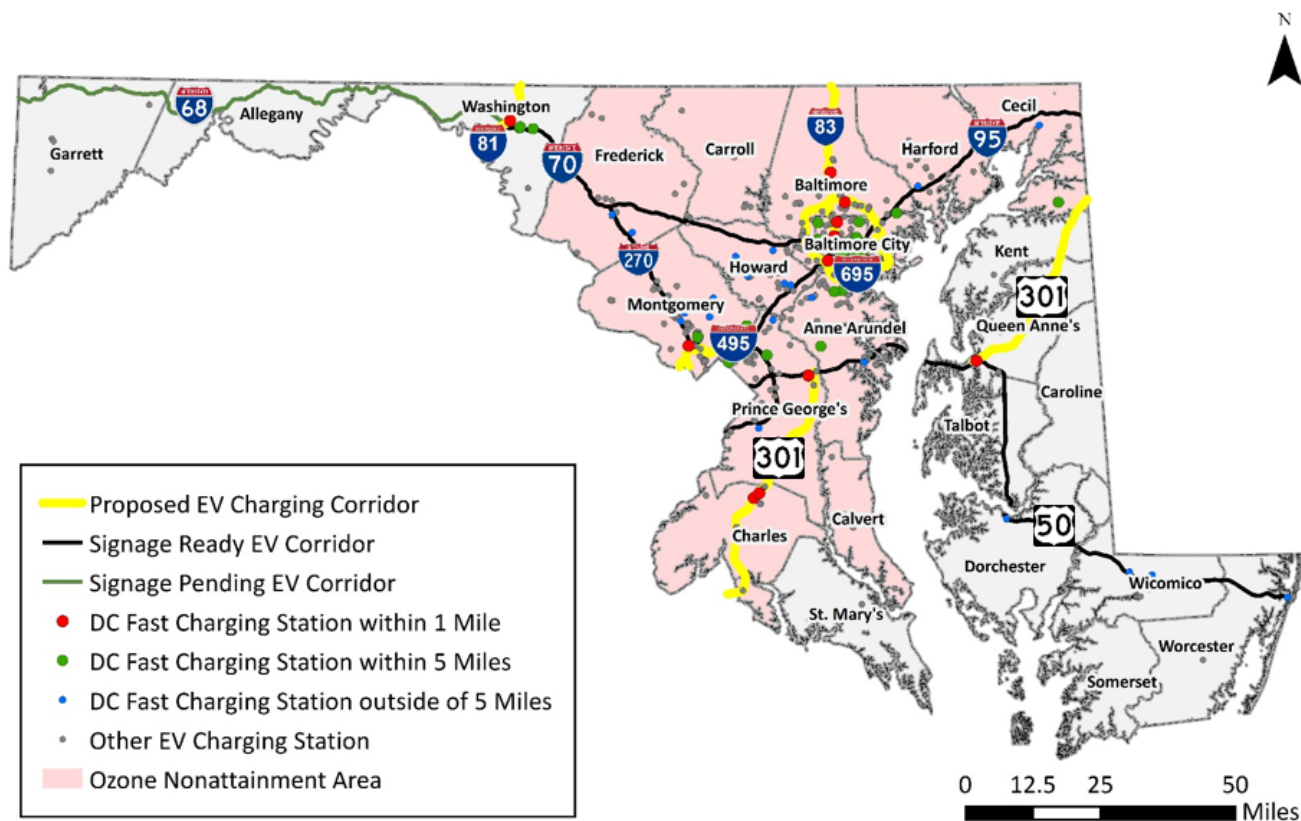 N
68
Allegany
Garrett
Washington
81
70
Frederick
Carroll
83
Baltimore
Harford
95
Cecil
Baltimore City
270
Howard
695
Kent
301
Montgomery
495
Anne Arundel
Queen Anne's
Caroline
Prince George's
Talbot
301
Calvert
Charles
50
Dorchester
Wicomico
St. Mary's
Worcester
Somerset
Proposed EV Charging Corridor
Signage Ready EV Corridor
Signage Pending EV Corridor
DC Fast Charging Station within 1 Mile
DC Fast Charging Station within 5 Miles
DC Fast Charging Station outside of 5 Miles
Other EV Charging Station
Ozone Nonattainment Area
0 12.5 25 50
Miles